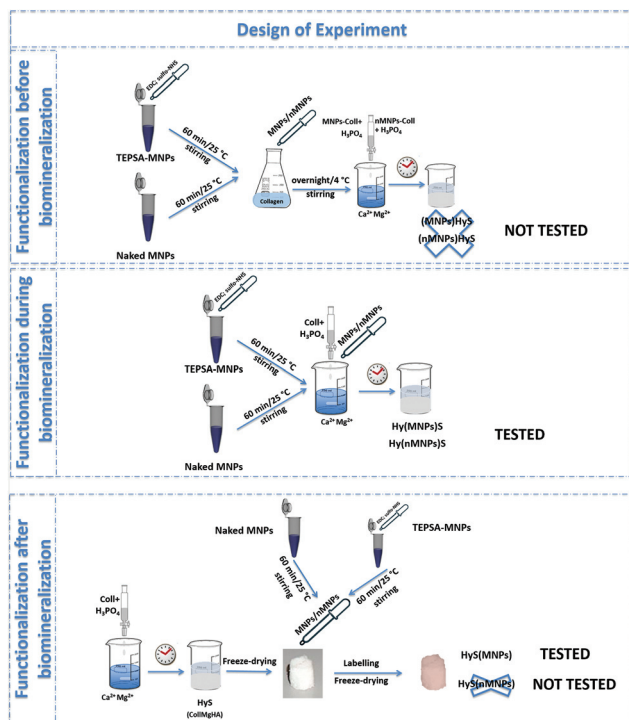 Design of Experiment
Functionalization before
biomineralization
EDC; sulfo-NHS
TEPSA-MNPs
60 min/25 °C
stirring
60 min/25 °C
stirring
Naked MNPs
MNPs/nMNPs
Collagen
overnight/4 °C
stirring
MNPs-Coll+
H₃PO₄
nMNPs-Coll
+ H₃PO₄
Ca²⁺Mg²⁺
(MNPs)HyS
(nMNPs)HyS
NOT TESTED
Functionalization during
biomineralization
EDC; sulfo-NHS
TEPSA-MNPs
60 min/25 °C
stirring
60 min/25 °C
stirring
Naked MNPs
Coll+
H₃PO₄
MNPs/nMNPs
Ca²⁺Mg²⁺
Hy(MNPs)S
Hy(nMNPs)S
TESTED
Functionalization after
biomineralization
Naked MNPs
EDC; sulfo-NHS
TEPSA-MNPs
60 min/25 °C
stirring
60 min/25 °C
stirring
MNPs/nMNPs
Coll+
H₃PO₄
Ca²⁺Mg²⁺
HyS
(CollMgHA)
Freeze-drying
Labelling
Freeze-drying
HyS(MNPs)
TESTED
HyS(nMNPs)
NOT TESTED